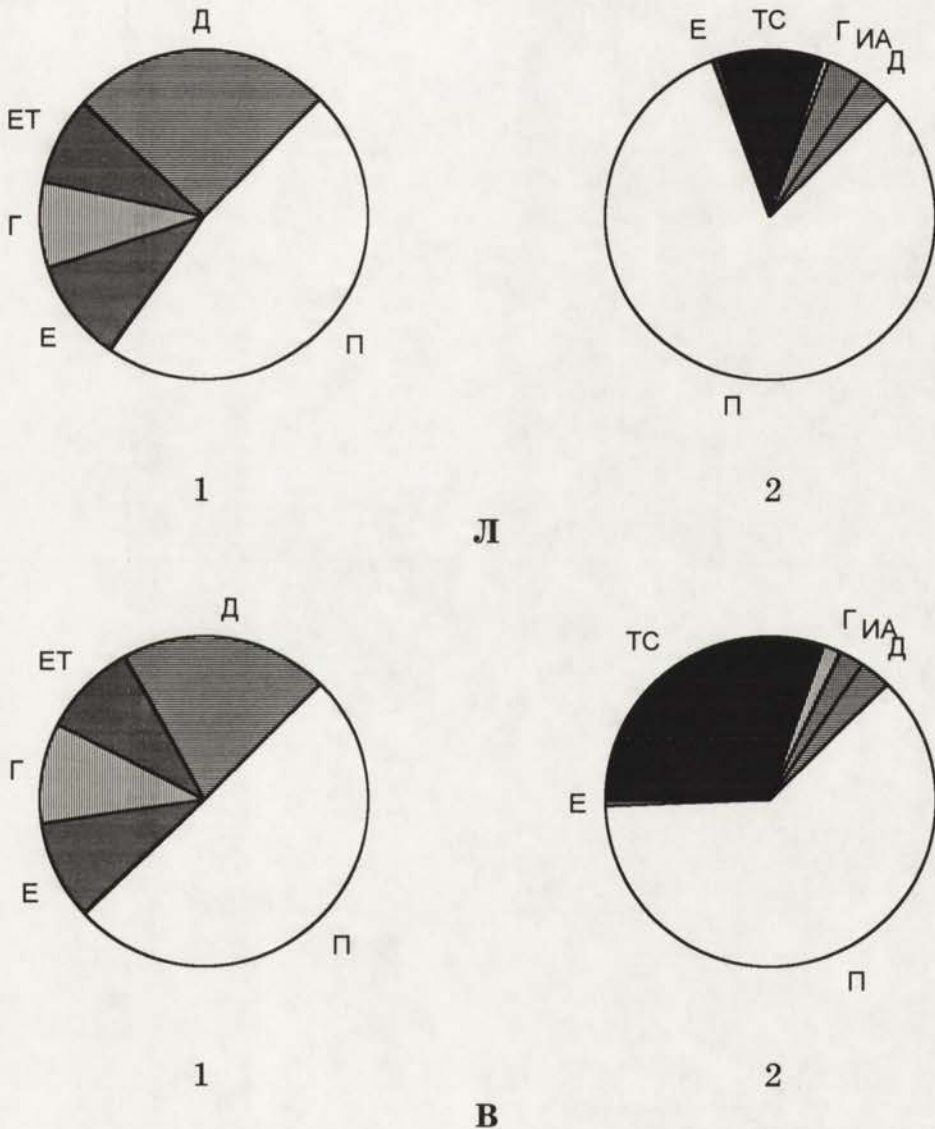 Д
ЕТ
Г
Е
П
1
Е
ТС
Г
ИА
Д
П
2
Л
Д
ЕТ
Г
Е
П
1
ТС
Г
ИА
Д
Е
П
2
В